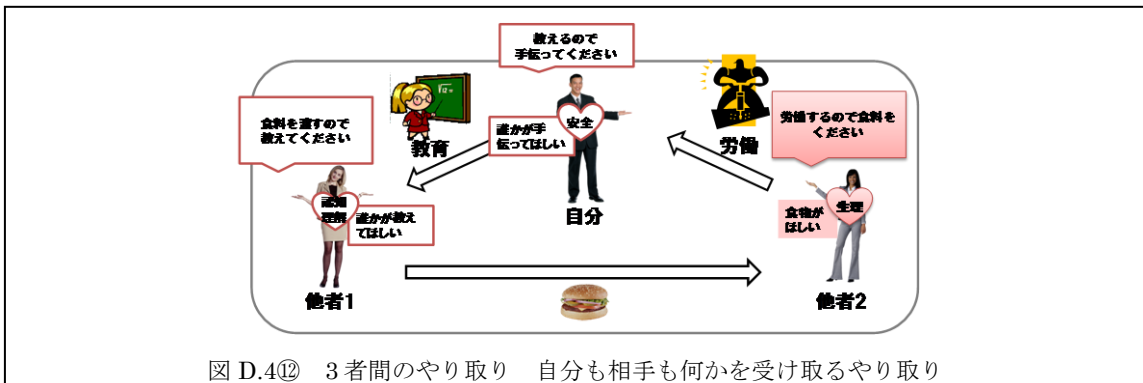 教えるので
手伝ってください
労働するので食料を
ください
食料を渡すので
教えてください
安全
誰かが手
伝ってほしい
教育
労働
自分
認知
理解
誰かが教え
てほしい
食物が
ほしい
生理
他者1
他者2
図 D.4⑫ 3者間のやり取り 自分も相手も何かを受け取るやり取り